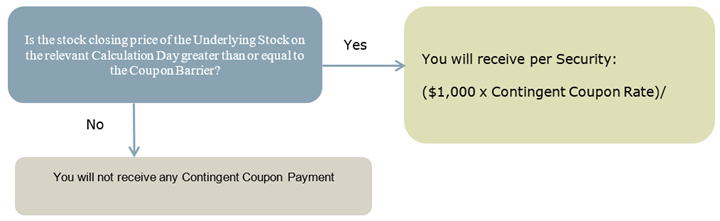 Is the stock closing price of the Underlying Stock on
the relevant Calculation Day greater than or equal to
the Coupon Barrier?
Yes
You will receive per Security:
($1,000 x Contingent Coupon Rate)/
No
You will not receive any Contingent Coupon Payment